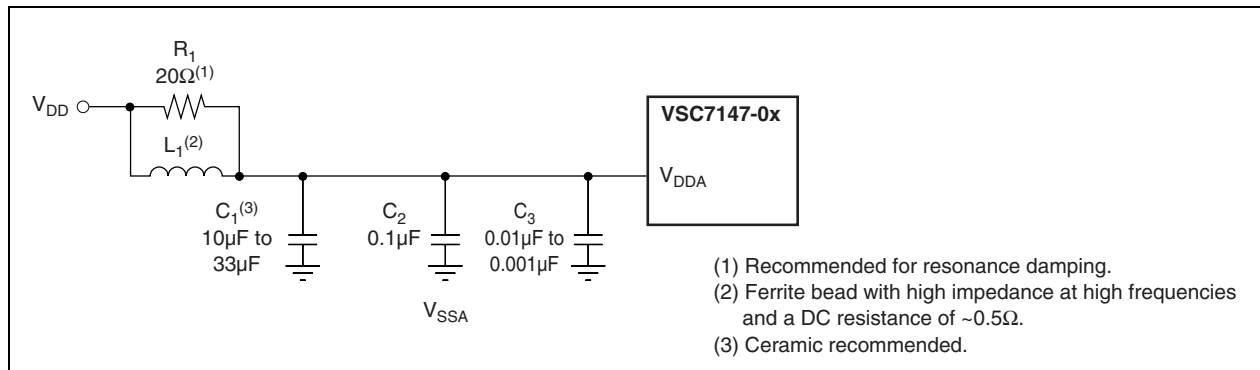 R1
20Ω(1)
VDD
L1(2)
VSC7147-0x
VDDA
C1(3)
10µF to
33µF
C2
0.1µF
C3
0.01µF to
0.001µF
VSSA
(1) Recommended for resonance damping.
(2) Ferrite bead with high impedance at high frequencies
and a DC resistance of ~0.5Ω.
(3) Ceramic recommended.